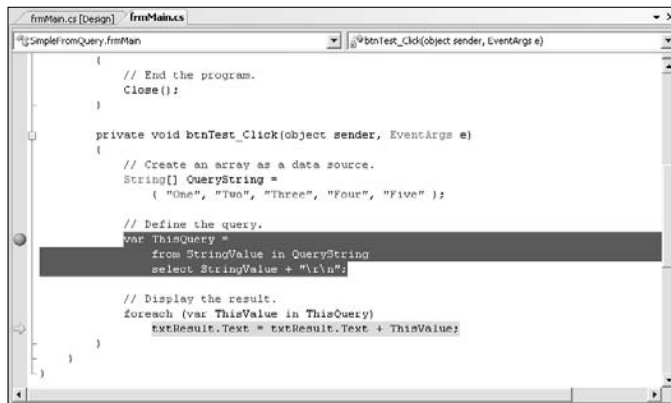 frmMain.cs [Design] frmMain.cs
SimpleFromQuery.frmMain btnTest_Click(object sender, EventArgs e)
{
// End the program.
Close();
}
private void btnTest_Click(object sender, EventArgs e)
{
// Create an array as a data source.
String[] QueryString =
{ "One", "Two", "Three", "Four", "Five" };
// Define the query.
var ThisQuery =
from StringValue in QueryString
select StringValue + "\r\n";
// Display the result.
foreach (var ThisValue in ThisQuery)
txtResult.Text = txtResult.Text + ThisValue;
}
}
}